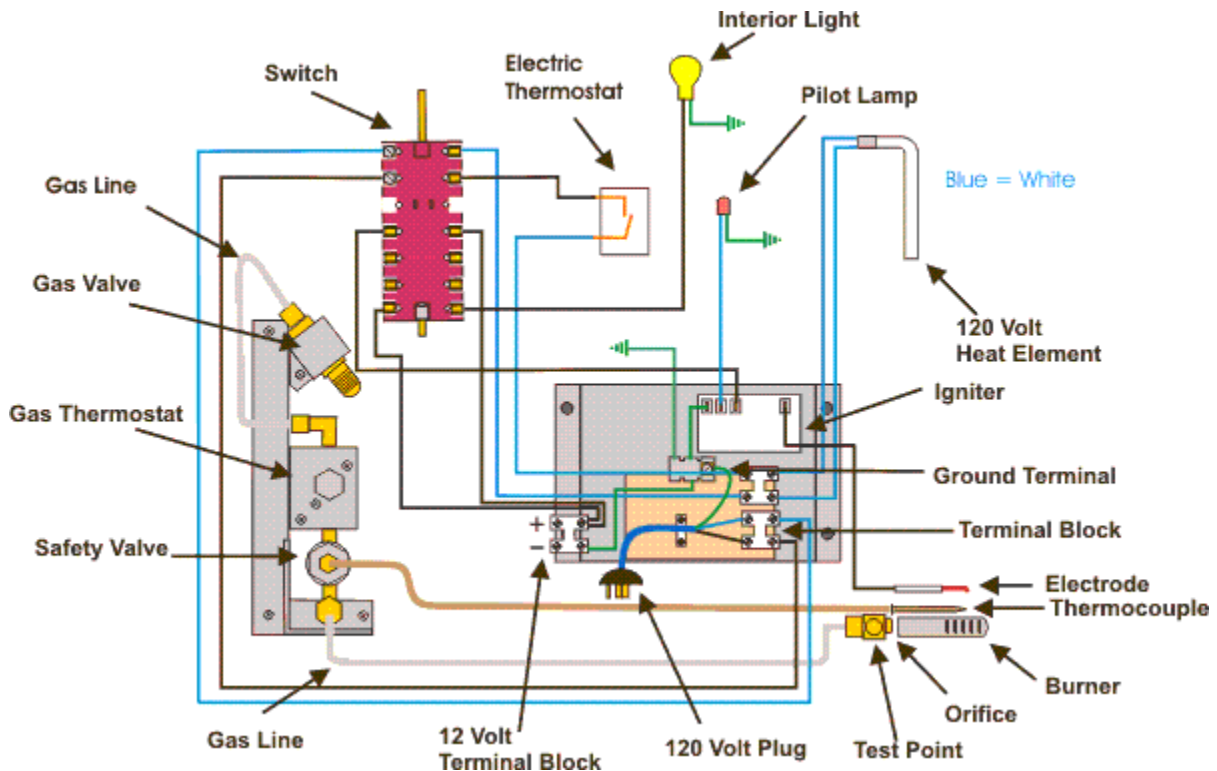 Interior Light
Switch
Electric
Thermostat
Pilot Lamp
Gas Line
Blue = White
Gas Valve
120 Volt
Heat Element
Gas Thermostat
Igniter
Ground Terminal
+
−
Terminal Block
Safety Valve
Electrode
Thermocouple
Burner
Orifice
Gas Line
12 Volt
Terminal Block
120 Volt Plug
Test Point